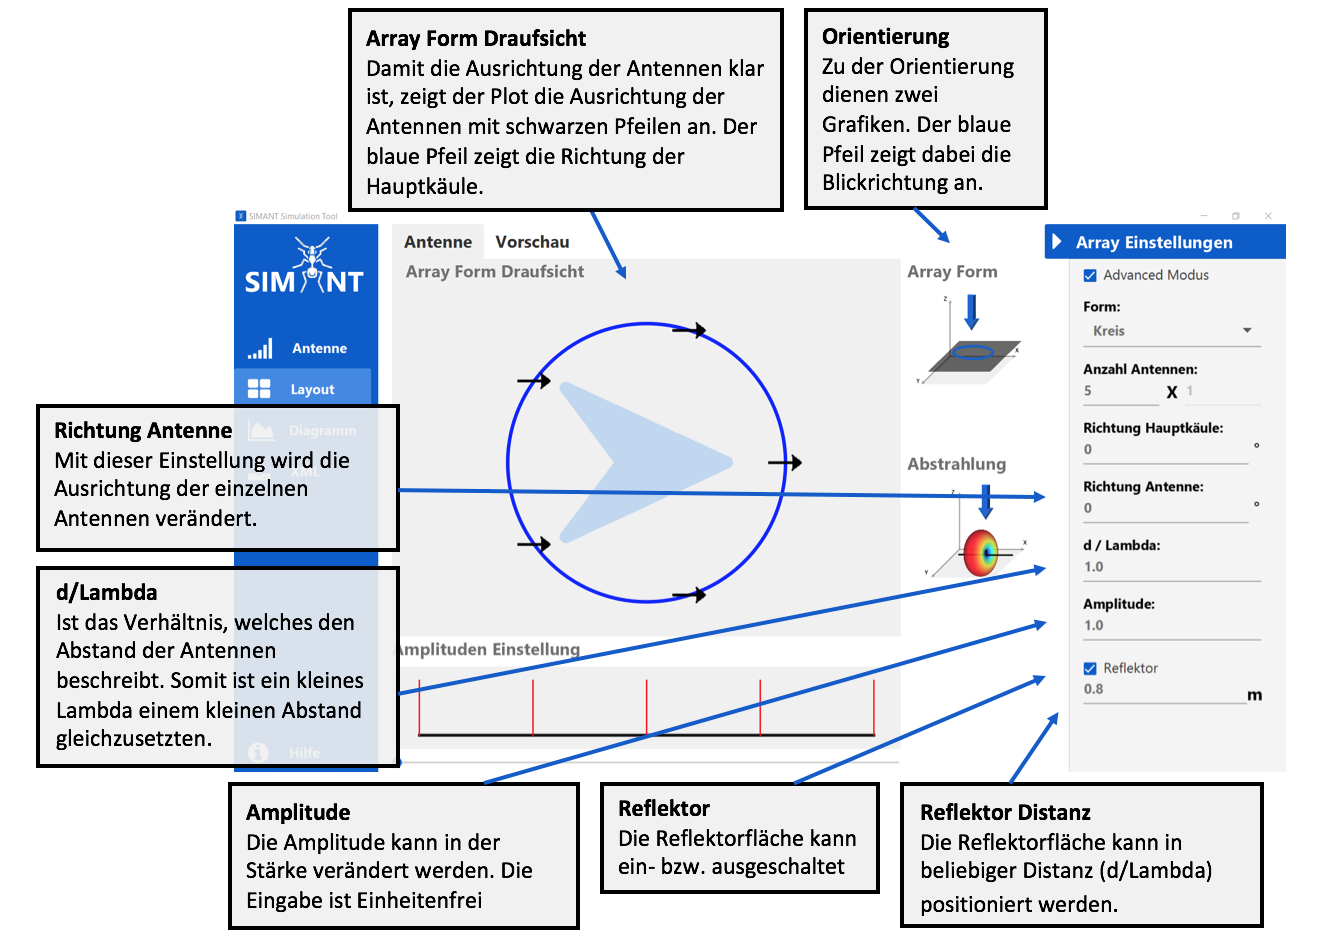 Array Form Draufsicht
Damit die Ausrichtung der Antennen klar
ist, zeigt der Plot die Ausrichtung der
Antennen mit schwarzen Pfeilen an. Der
blaue Pfeil zeigt die Richtung der
Hauptkäule.
Orientierung
Zu der Orientierung
dienen zwei
Grafiken. Der blaue
Pfeil zeigt dabei die
Blickrichtung an.
SIMANT Simulation Tool
SIMANT
Antenne
Layout
Diagramm
Hilfe
Antenne Vorschau
Array Form Draufsicht
Array Form
Z
X
Y
Abstrahlung
Z
X
Y
Amplituden Einstellung
Array Einstellungen
Advanced Modus
Form:
Kreis
Anzahl Antennen:
5 X 1
Richtung Hauptkäule:
0 °
Richtung Antenne:
0 °
d / Lambda:
1.0
Amplitude:
1.0
Reflektor
0.8 m
Richtung Antenne
Mit dieser Einstellung wird die
Ausrichtung der einzelnen
Antennen verändert.
d/Lambda
Ist das Verhältnis, welches den
Abstand der Antennen
beschreibt. Somit ist ein kleines
Lambda einem kleinen Abstand
gleichzusetzten.
Amplitude
Die Amplitude kann in der
Stärke verändert werden. Die
Eingabe ist Einheitenfrei
Reflektor
Die Reflektorfläche kann
ein- bzw. ausgeschaltet
Reflektor Distanz
Die Reflektorfläche kann in
beliebiger Distanz (d/Lambda)
positioniert werden.